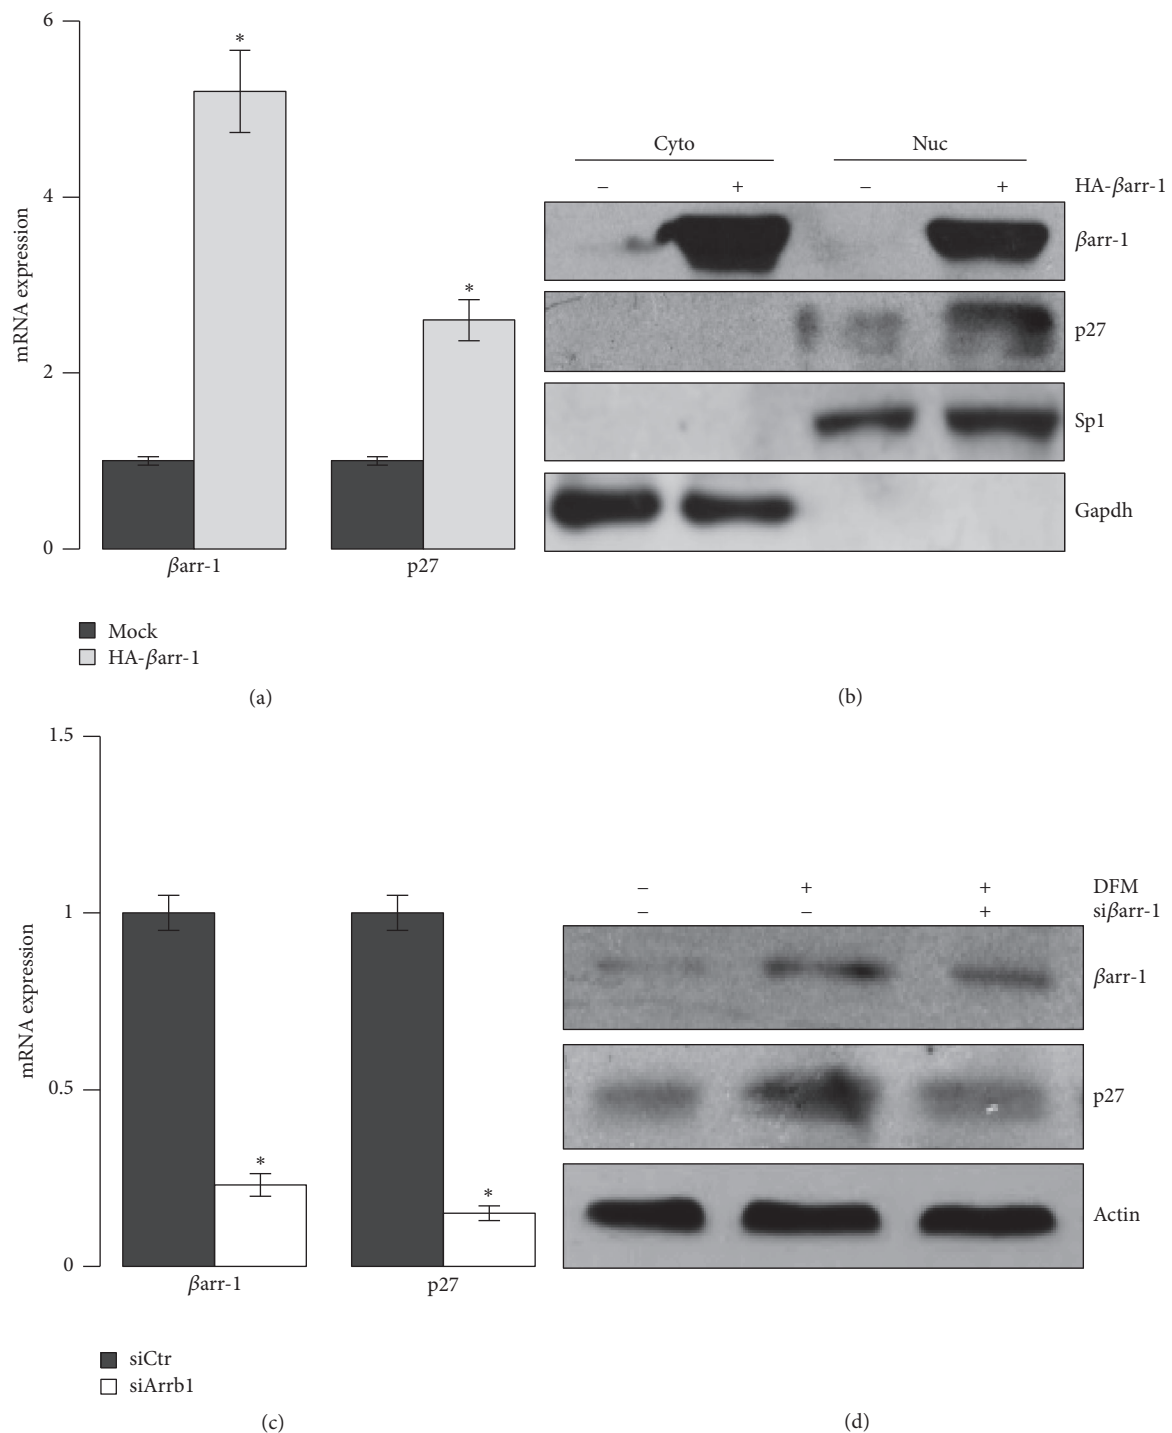 6
4
2
0
mRNA expression
*
*
βarr-1 p27
Mock
HA-βarr-1
(a)
Cyto Nuc
– + – + HA-βarr-1
βarr-1
p27
Sp1
Gapdh
(b)
1.5
1
0.5
0
mRNA expression
*
*
βarr-1 p27
siCtr
siArrb1
(c)
– + + DFM
– – + siβarr-1
βarr-1
p27
Actin
(d)